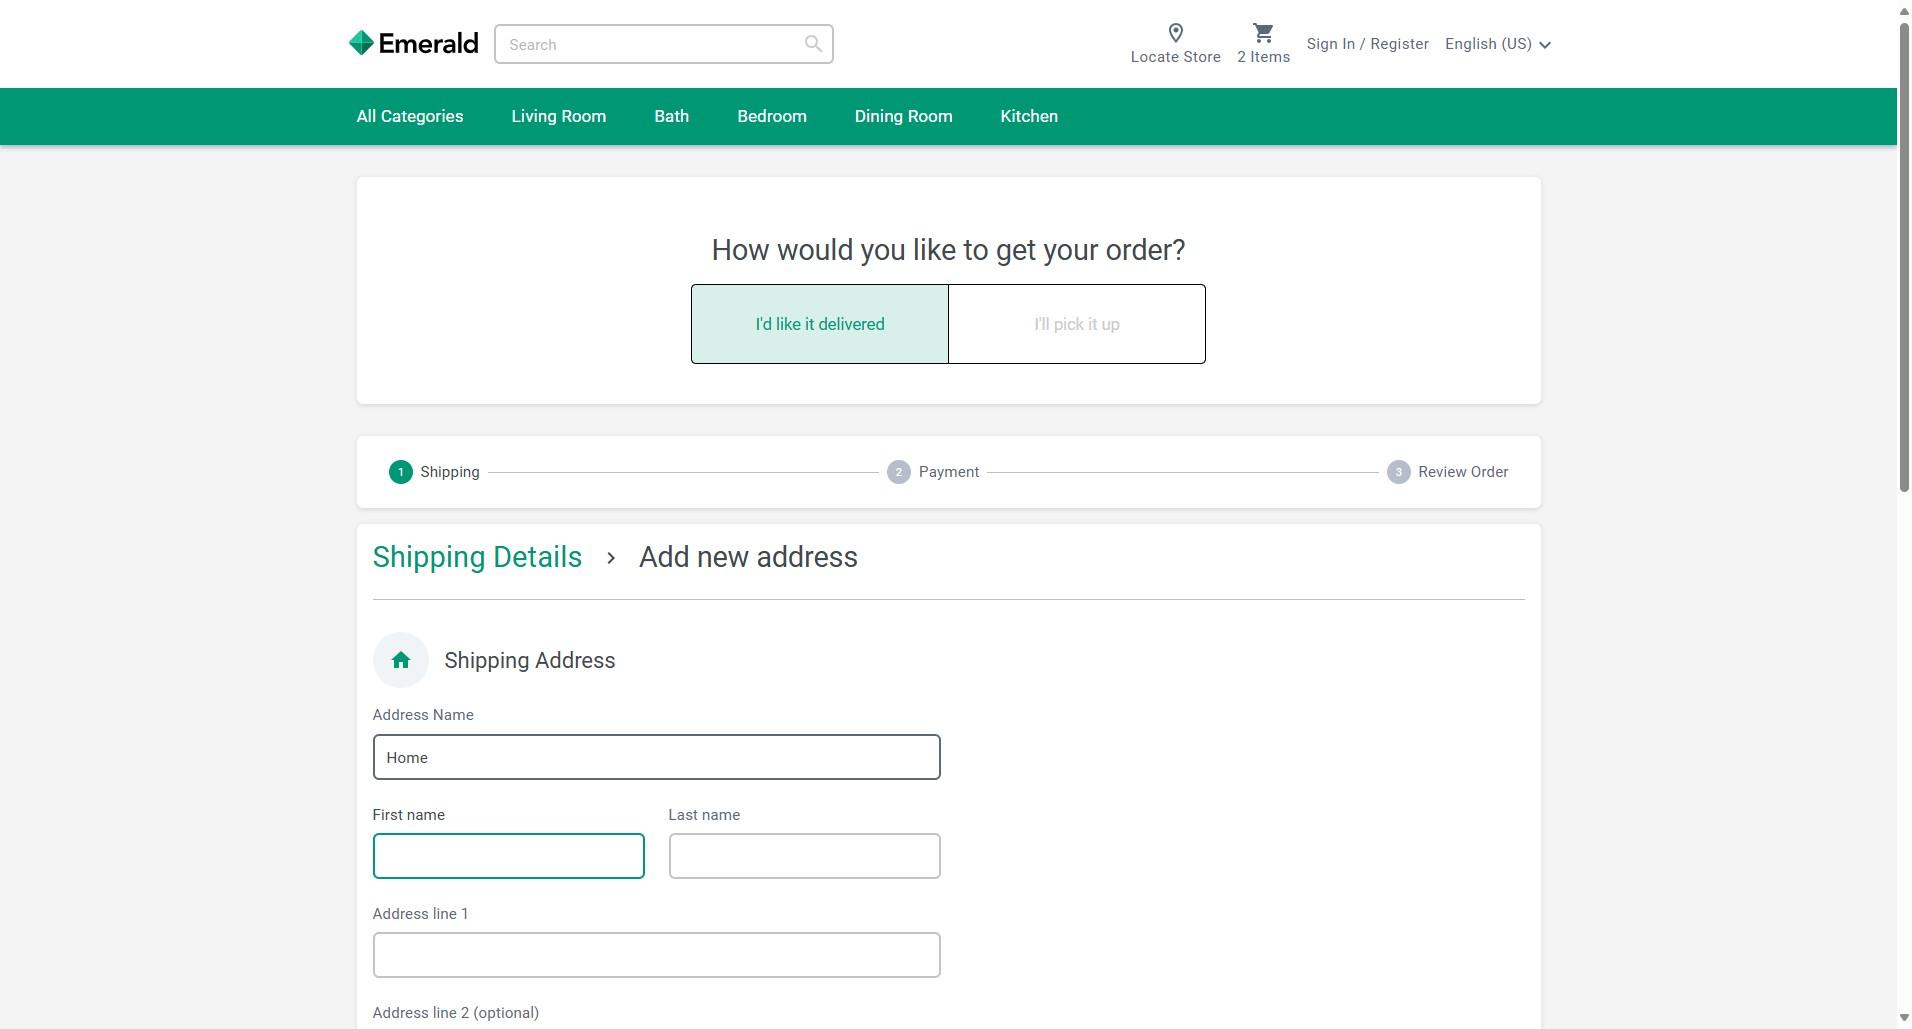 Emerald
Search
Locate Store
2 Items
Sign In / Register
English (US)
All Categories
Living Room
Bath
Bedroom
Dining Room
Kitchen
How would you like to get your order?
I'd like it delivered
I'll pick it up
1 Shipping
2 Payment
3 Review Order
Shipping Details
Add new address
Shipping Address
Address Name
Home
First name
Last name
Address line 1
Address line 2 (optional)